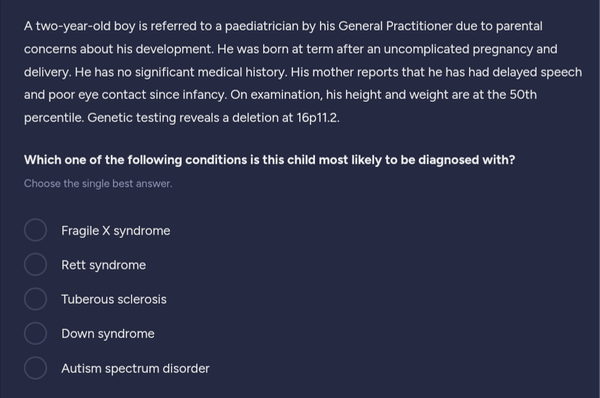 A two-year-old boy is referred to a paediatrician by his General Practitioner due to parental
concerns about his development. He was born at term after an uncomplicated pregnancy and
delivery. He has no significant medical history. His mother reports that he has had delayed speech
and poor eye contact since infancy. On examination, his height and weight are at the 50th
percentile. Genetic testing reveals a deletion at 16p11.2.
Which one of the following conditions is this child most likely to be diagnosed with?
Choose the single best answer.
Fragile X syndrome
Rett syndrome
Tuberous sclerosis
Down syndrome
Autism spectrum disorder